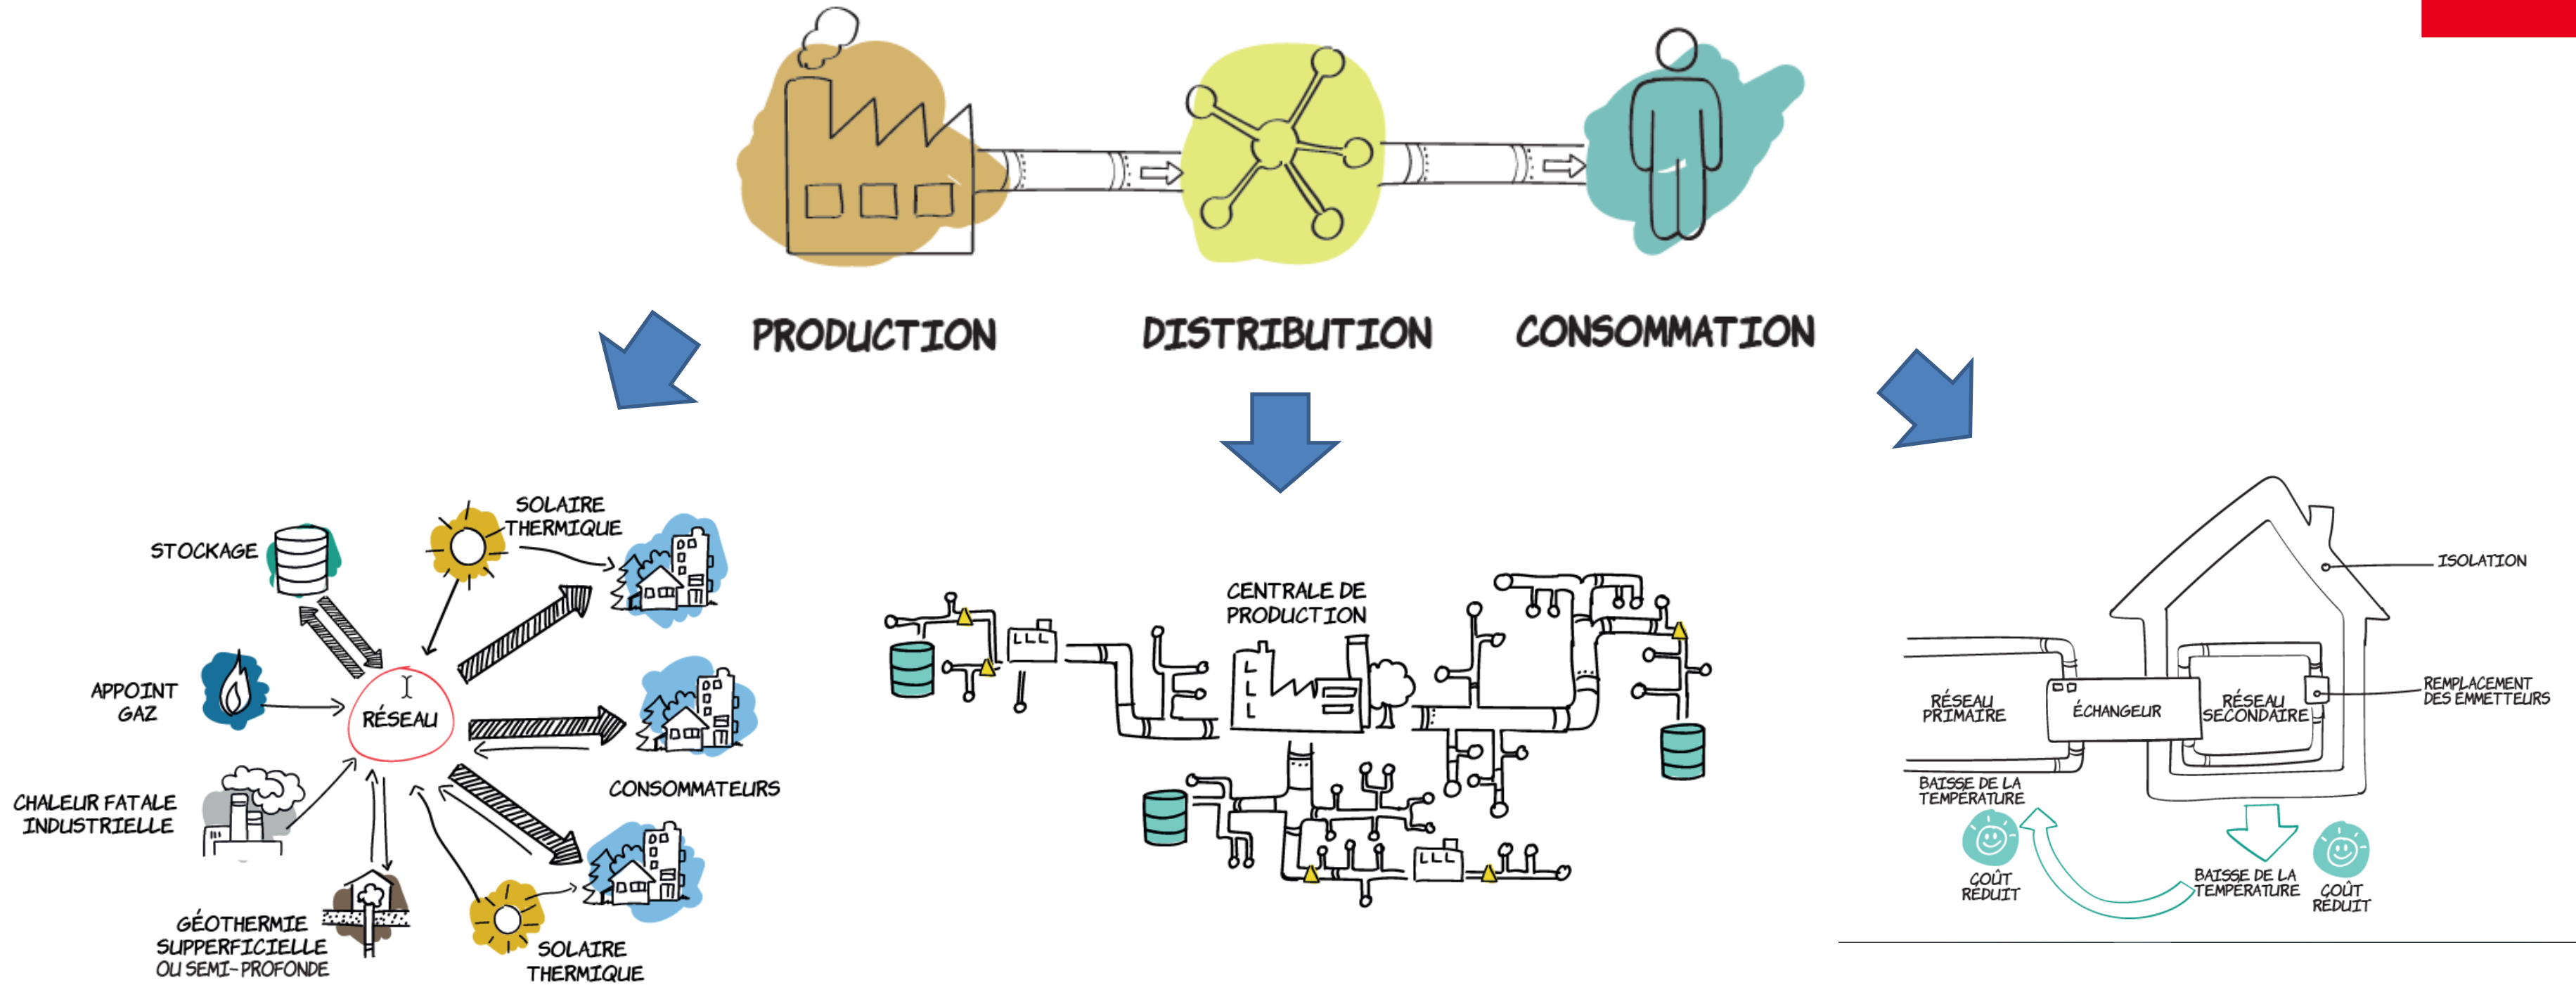 PRODUCTION
DISTRIBUTION
CONSOMMATION
SOLAIRE
THERMIQUE
STOCKAGE
APPOINT
GAZ
RÉSEAU
CHALEUR FATALE
INDUSTRIELLE
CONSOMMATEURS
GÉOTHERMIE
SUPPERFICIELLE
OU SEMI-PROFONDE
SOLAIRE
THERMIQUE
CENTRALE DE
PRODUCTION
ISOLATION
REMPLACEMENT
DES ÉMMETTEURS
RÉSEAU
PRIMAIRE
ÉCHANGEUR
RÉSEAU
SECONDAIRE
BAISSE DE LA
TEMPÉRATURE
COÛT
RÉDUIT
BAISSE DE LA
TEMPÉRATURE
COÛT
RÉDUIT